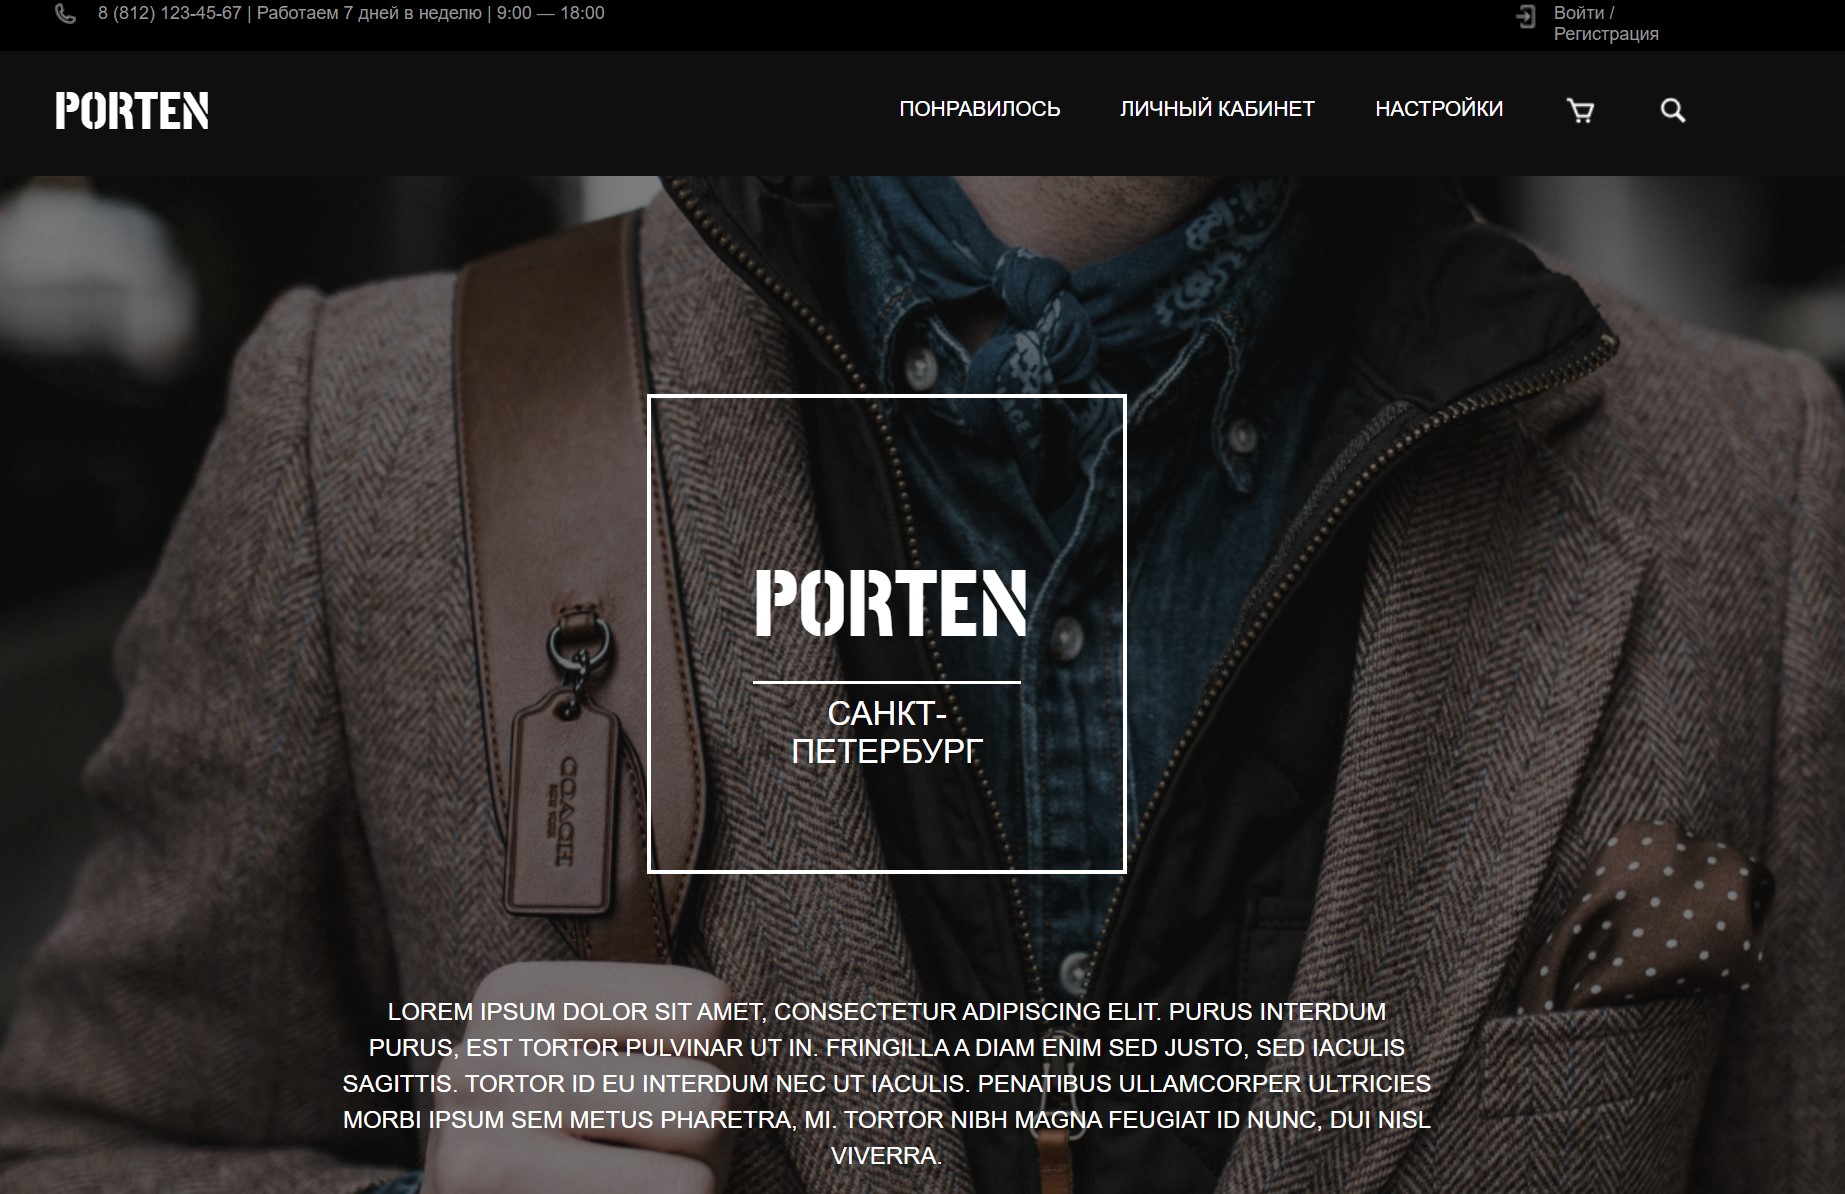 8 (812) 123-45-67 | Работаем 7 дней в неделю | 9:00 — 18:00
Войти /
Регистрация
PORTEN
ПОНРАВИЛОСЬ
ЛИЧНЫЙ КАБИНЕТ
НАСТРОЙКИ
PORTEN
САНКТ-
ПЕТЕРБУРГ
COACH
LOREM IPSUM DOLOR SIT AMET, CONSECTETUR ADIPISCING ELIT. PURUS INTERDUM
PURUS, EST TORTOR PULVINAR UT IN. FRINGILLA A DIAM ENIM SED JUSTO, SED IACULIS
SAGITTIS. TORTOR ID EU INTERDUM NEC UT IACULIS. PENATIBUS ULLAMCORPER ULTRICIES
MORBI IPSUM SEM METUS PHARETRA, MI. TORTOR NIBH MAGNA FEUGIAT ID NUNC, DUI NISL
VIVERRA.